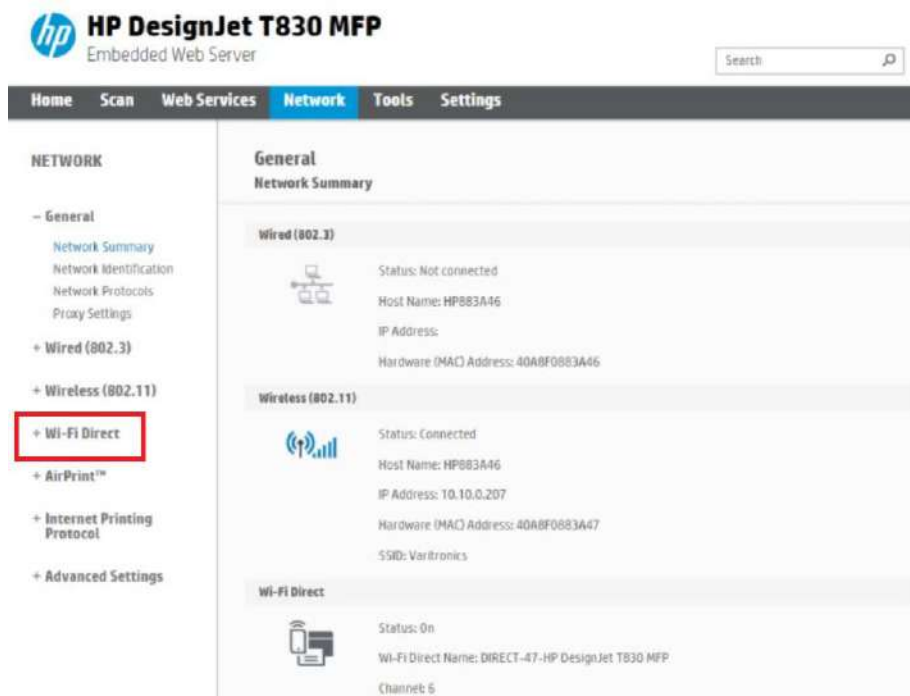 hp
HP DesignJet T830 MFP
Embedded Web Server
Search
Home Scan Web Services Network Tools Settings
NETWORK
– General
Network Summary
Network Identification
Network Protocols
Proxy Settings
+ Wired (802.3)
+ Wireless (802.11)
+ Wi-Fi Direct
+ AirPrint™
+ Internet Printing
Protocol
+ Advanced Settings
General
Network Summary
Wired (802.3)
Status: Not connected
Host Name: HP883A46
IP Address:
Hardware (MAC) Address: 40A8F0883A46
Wireless (802.11)
Status: Connected
Host Name: HP883A46
IP Address: 10.10.0.207
Hardware (MAC) Address: 40A8F0883A47
SSID: Varitronics
Wi-Fi Direct
Status: On
Wi-Fi Direct Name: DIRECT-47-HP DesignJet T830 MFP
Channel: 6